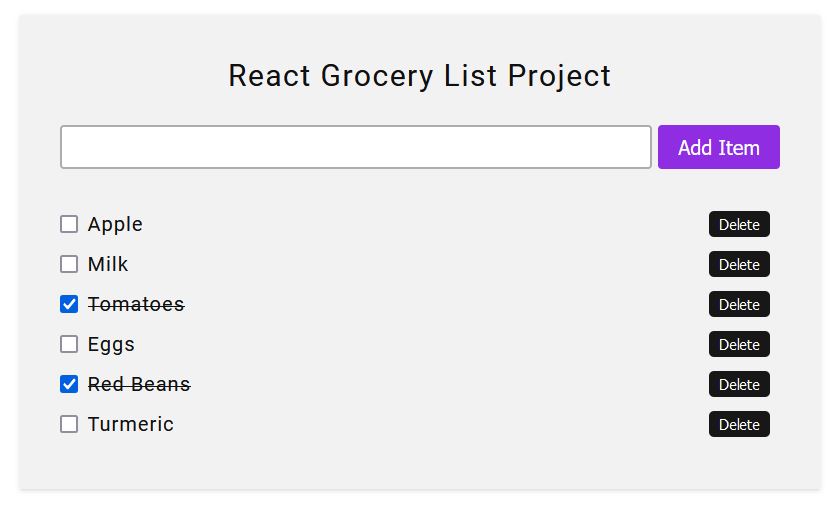 React Grocery List Project
Add Item
Apple Delete
Milk Delete
Tomatoes Delete
Eggs Delete
Red Beans Delete
Turmeric Delete